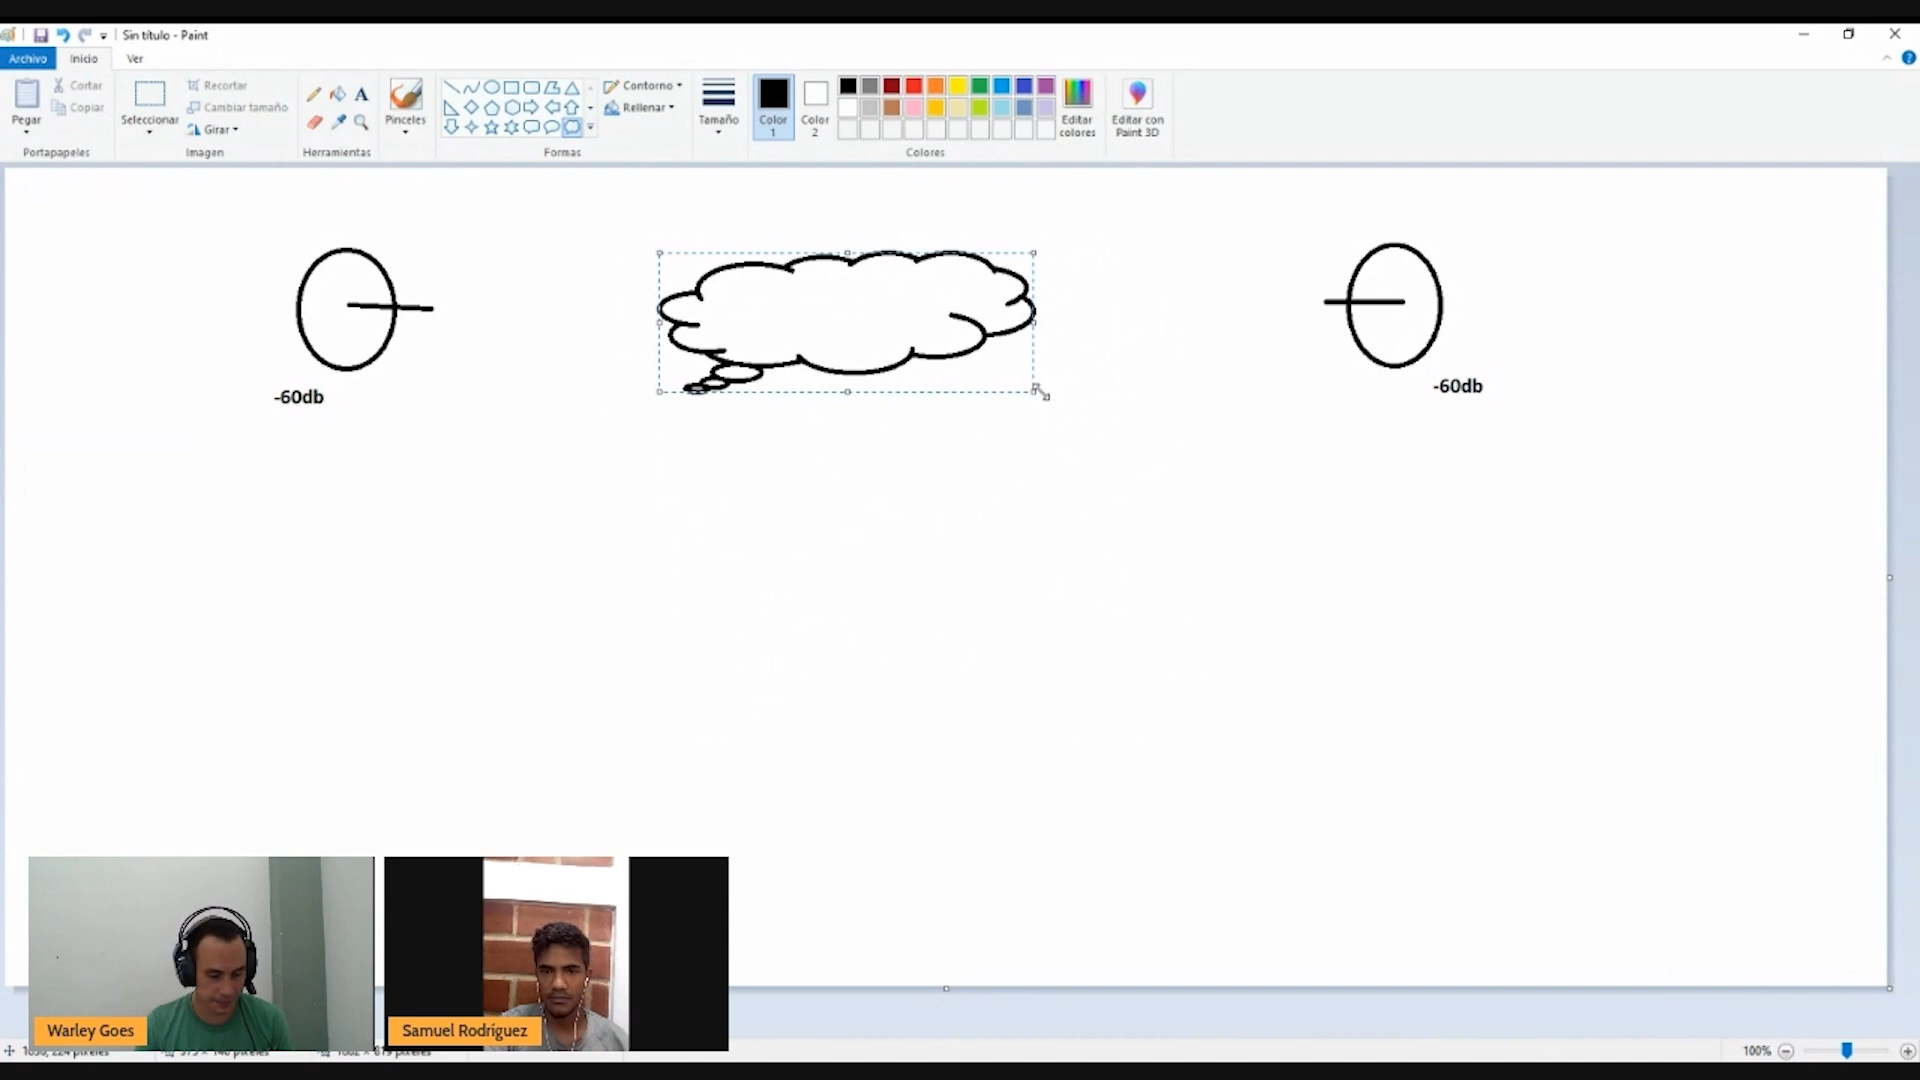 Sin título - Paint
Archivo
Inicio
Ver
Pegar
Cortar
Copiar
Portapapeles
Seleccionar
Recortar
Cambiar tamaño
Girar
Imagen
A
Herramientas
Pinceles
Contorno
Rellenar
Formas
Tamaño
Color
1
Color
2
Editar
colores
Colores
Editar con
Paint 3D
-60db
-60db
Warley Goes
Samuel Rodríguez
100%